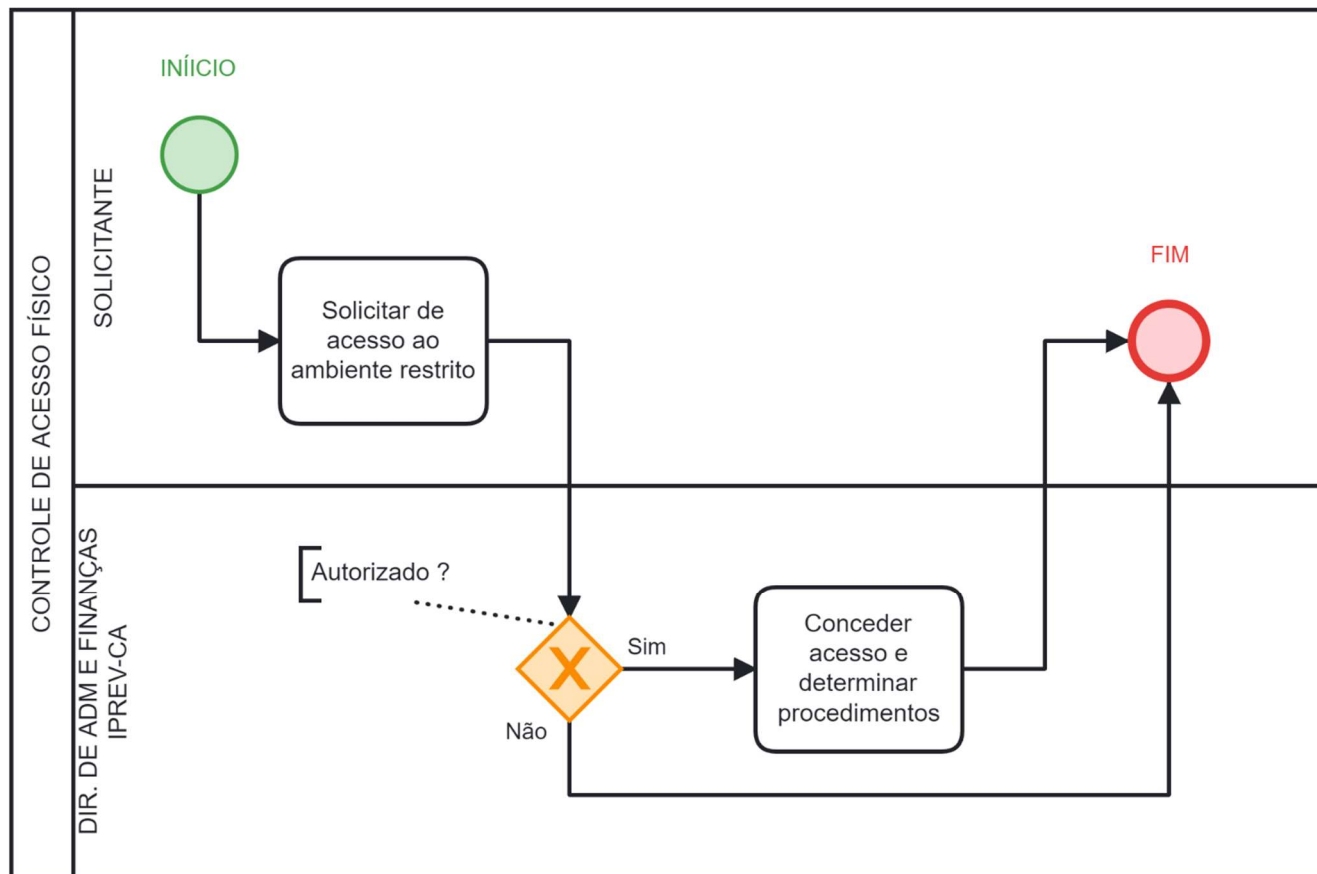 CONTROLE DE ACESSO FÍSICO
SOLICITANTE
INÍICIO
Solicitar de
acesso ao
ambiente restrito
FIM
DIR. DE ADM E FINANÇAS
IPREV-CA
Autorizado ?
X
Sim
Não
Conceder
acesso e
determinar
procedimentos